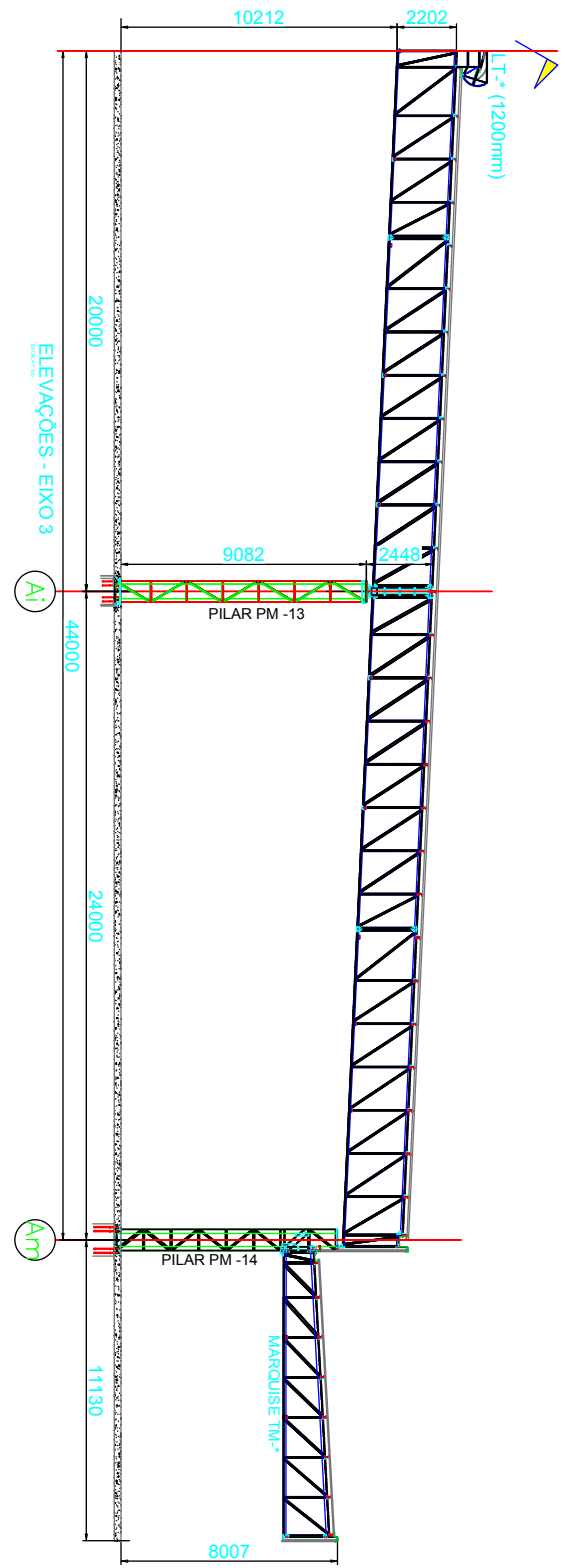 10212
2202
LT-* (1200mm)
20000
ELEVAÇÕES - EIXO 3
9082
2448
Ai
PILAR PM -13
44000
24000
Am
PILAR PM -14
MARQUISE TM-*
11130
8007